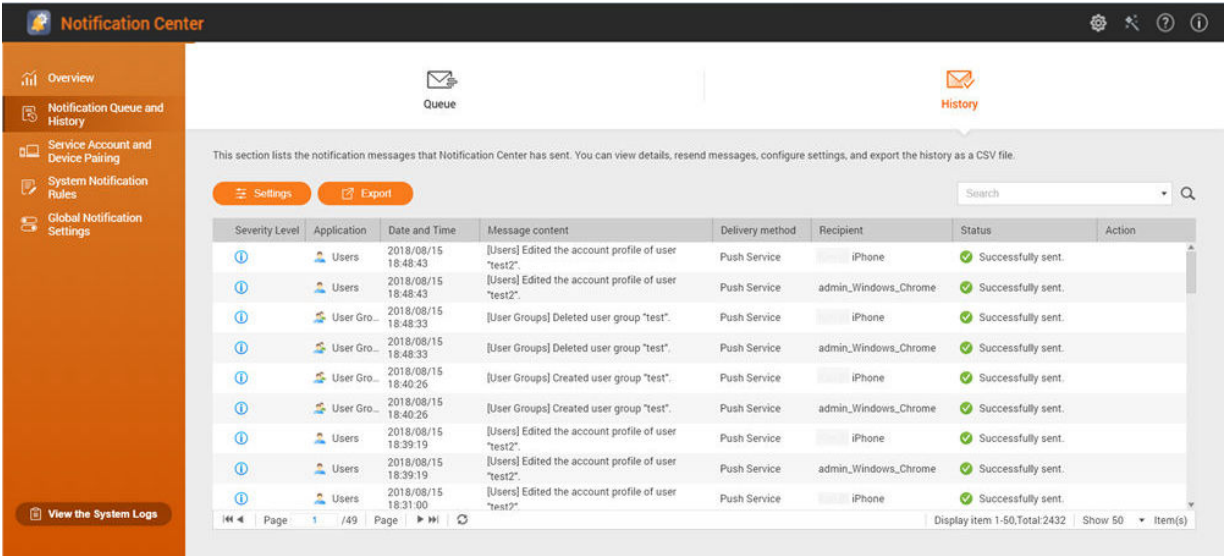 Notification Center
Overview
Notification Queue and
History
Service Account and
Device Pairing
System Notification
Rules
Global Notification
Settings
View the System Logs
Queue
History
This section lists the notification messages that Notification Center has sent. You can view details, resend messages, configure settings, and export the history as a CSV file.
Settings Export Search
Severity Level Application Date and Time Message content Delivery method Recipient Status Action
Users 2018/08/15 18:48:43 [Users] Edited the account profile of user "test2". Push Service iPhone Successfully sent.
Users 2018/08/15 18:48:43 [Users] Edited the account profile of user "test2". Push Service admin_Windows_Chrome Successfully sent.
User Gro... 2018/08/15 18:48:33 [User Groups] Deleted user group "test". Push Service iPhone Successfully sent.
User Gro... 2018/08/15 18:48:33 [User Groups] Deleted user group "test". Push Service admin_Windows_Chrome Successfully sent.
User Gro... 2018/08/15 18:40:26 [User Groups] Created user group "test". Push Service iPhone Successfully sent.
User Gro... 2018/08/15 18:40:26 [User Groups] Created user group "test". Push Service admin_Windows_Chrome Successfully sent.
Users 2018/08/15 18:39:19 [Users] Edited the account profile of user "test2". Push Service iPhone Successfully sent.
Users 2018/08/15 18:39:19 [Users] Edited the account profile of user "test2". Push Service admin_Windows_Chrome Successfully sent.
Users 2018/08/15 18:31:00 [Users] Edited the account profile of user "test2". Push Service iPhone Successfully sent.
Page 1 /49 Page Display item 1-50,Total:2432 Show 50 Item(s)